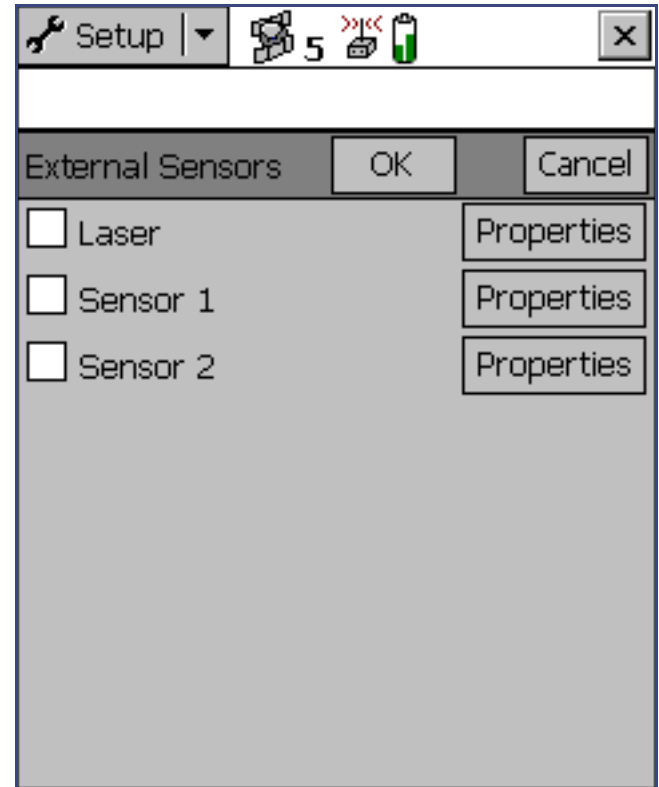 Setup 5
External Sensors OK Cancel
Laser Properties
Sensor 1 Properties
Sensor 2 Properties